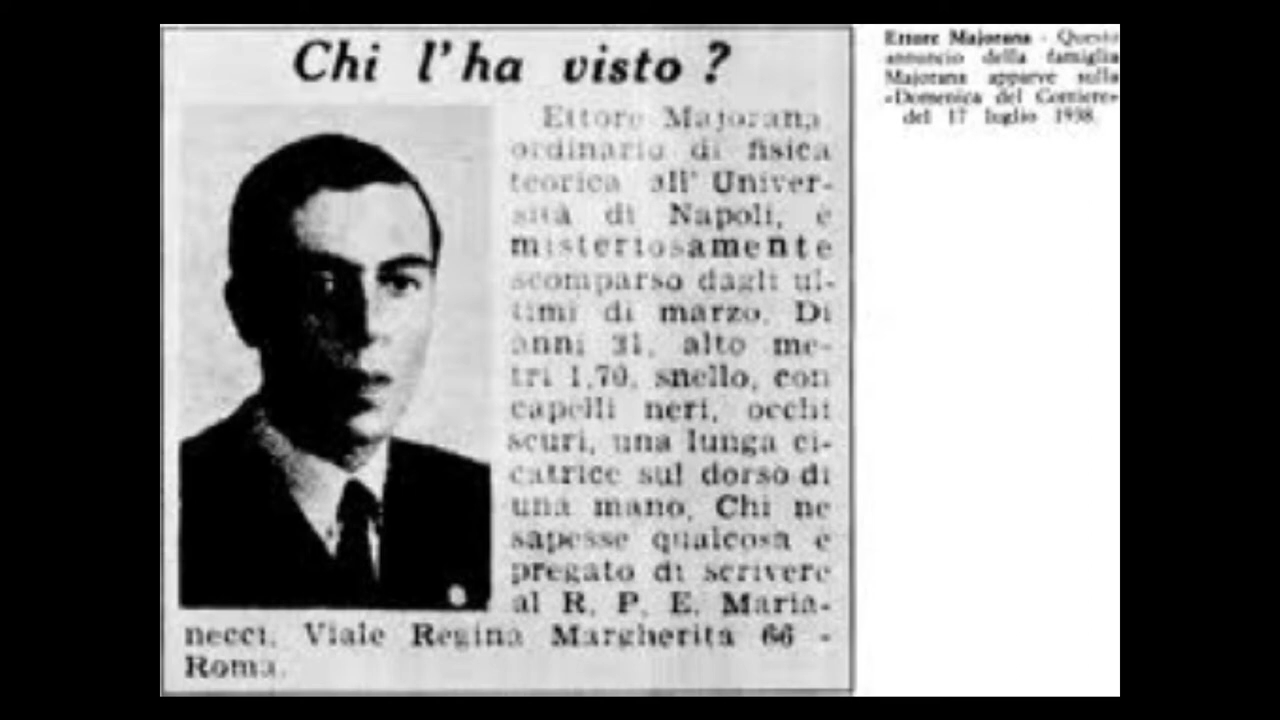 Chi l'ha visto?
Ettore Majorana
ordinario di fisica
teorica all' Univer-
sità di Napoli, è
misteriosamente
scomparso dagli ul-
timi di marzo. Di
anni 31, alto me-
tri 1,70, snello, con
capelli neri, occhi
scuri, una lunga ci-
catrice sul dorso di
una mano. Chi ne
sapesse qualcosa è
pregato di scrivere
al R. P. E. Maria-
necci, Viale Regina Margherita 66 -
Roma.
Ettore Majorana - Questo
annuncio della famiglia
Majorana apparve sulla
«Domenica del Corriere»
del 17 luglio 1938.